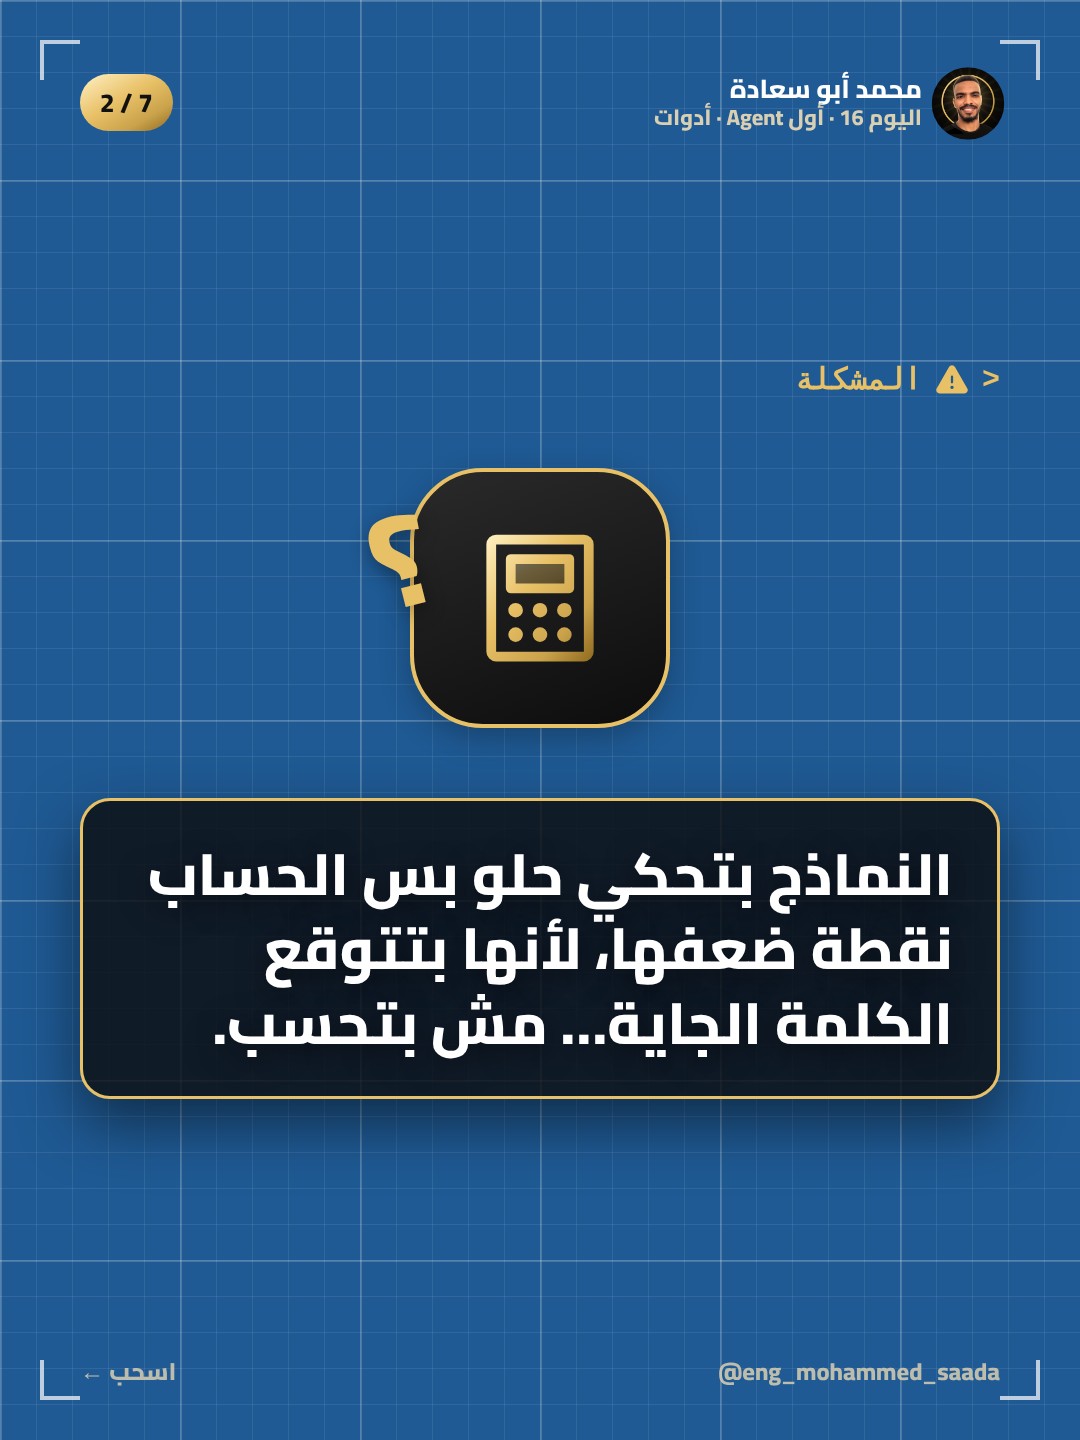 محمد أبو سعادة
اليوم 16 · أول Agent · أدوات
2 / 7
> المشكلة
؟
النماذج بتحكي حلو بس الحساب
نقطة ضعفها، لأنها بتتوقع
الكلمة الجاية... مش بتحسب.
@eng_mohammed_saada
اسحب ←